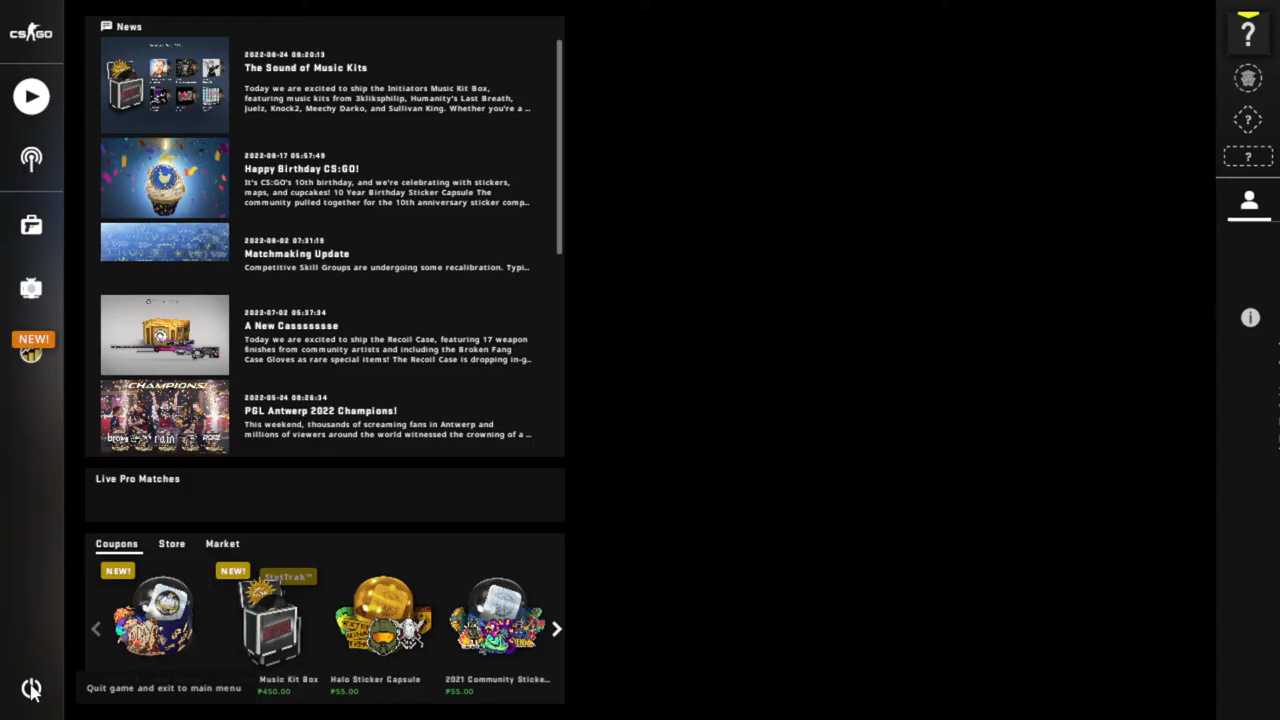 CS:GO
News
2022-08-24 08:20:13
The Sound of Music Kits
Today we are excited to ship the Initiators Music Kit Box,
featuring music kits from 3kliksphilip, Humanity's Last Breath,
Juelz, Knock2, Meechy Darko, and Sullivan King. Whether you're a ...
2022-08-17 05:57:49
Happy Birthday CS:GO!
It's CS:GO's 10th birthday, and we're celebrating with stickers,
maps, and cupcakes! 10 Year Birthday Sticker Capsule The
community pulled together for the 10th anniversary sticker comp...
2022-08-02 07:31:19
Matchmaking Update
Competitive Skill Groups are undergoing some recalibration. Typi...
NEW!
2022-07-02 05:37:34
A New Casssssssse
Today we are excited to ship the Recoil Case, featuring 17 weapon
finishes from community artists and including the Broken Fang
Case Gloves as rare special items! The Recoil Case is dropping in-g...
CHAMPIONS!
2022-05-24 08:26:34
PGL Antwerp 2022 Champions!
This weekend, thousands of screaming fans in Antwerp and
millions of viewers around the world witnessed the crowning of a ...
Live Pro Matches
Coupons Store Market
NEW! NEW! StatTrak™
Music Kit Box Halo Sticker Capsule 2021 Community Sticke...
₱450.00 ₱55.00 ₱55.00
Quit game and exit to main menu
?
?
?